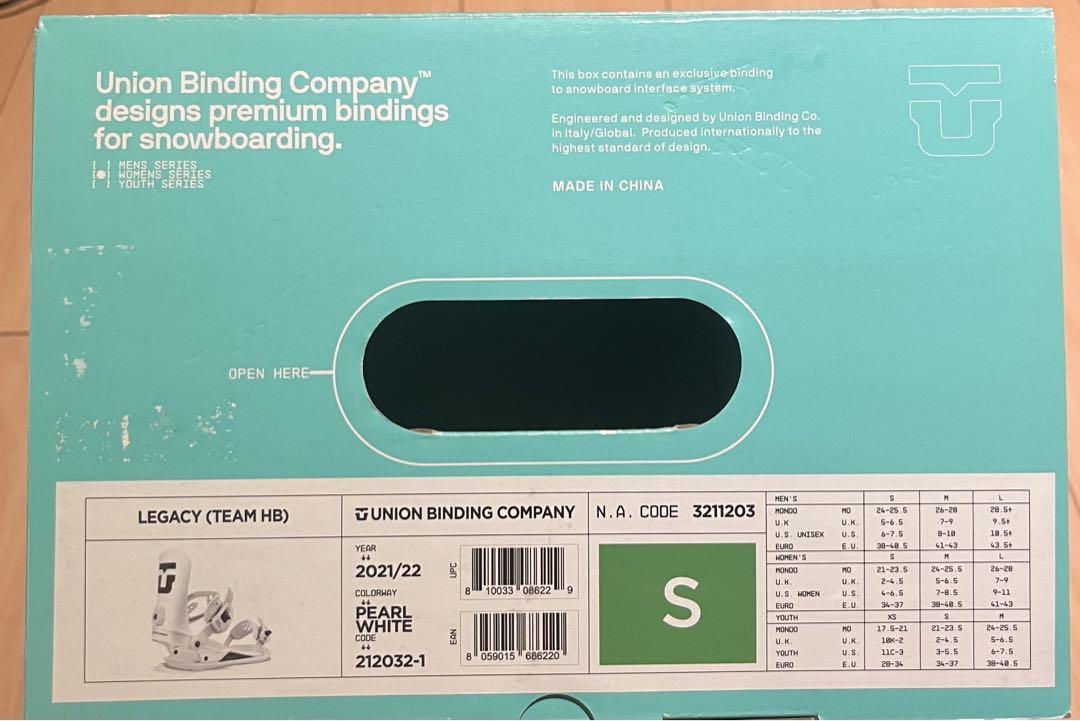 Union Binding Company™
designs premium bindings
for snowboarding.
[ ] MENS SERIES
[●] WOMENS SERIES
[ ] YOUTH SERIES
This box contains an exclusive binding
to snowboard interface system.
Engineered and designed by Union Binding Co.
in Italy/Global. Produced internationally to the
highest standard of design.
MADE IN CHINA
OPEN HERE
LEGACY (TEAM HB)
UNION BINDING COMPANY
N.A. CODE 3211203
YEAR
↓↓
2021/22
COLORWAY
↓↓
PEARL
WHITE
CODE
↓↓
212032-1
UPC
8 10033 08622 9
EAN
8 059015 686220
S
MEN'S S M L
MONDO MO 24-25.5 26-28 28.5+
U.K U.K. 5-6.5 7-9 9.5+
U.S. UNISEX U.S. 6-7.5 8-10 10.5+
EURO E.U. 38-40.5 41-43 43.5+
WOMEN'S S M L
MONDO MO 21-23.5 24-25.5 26-28
U.K. U.K. 2-4.5 5-6.5 7-9
U.S. WOMEN U.S. 4-6.5 7-8.5 9-11
EURO E.U. 34-37 38-40.5 41-43
YOUTH XS S M
MONDO MO 17.5-21 21-23.5 24-25.5
U.K. U.K. 10K-2 2-4.5 5-6.5
YOUTH U.S. 11C-3 3-5.5 6-7.5
EURO E.U. 28-34 34-37 38-40.5